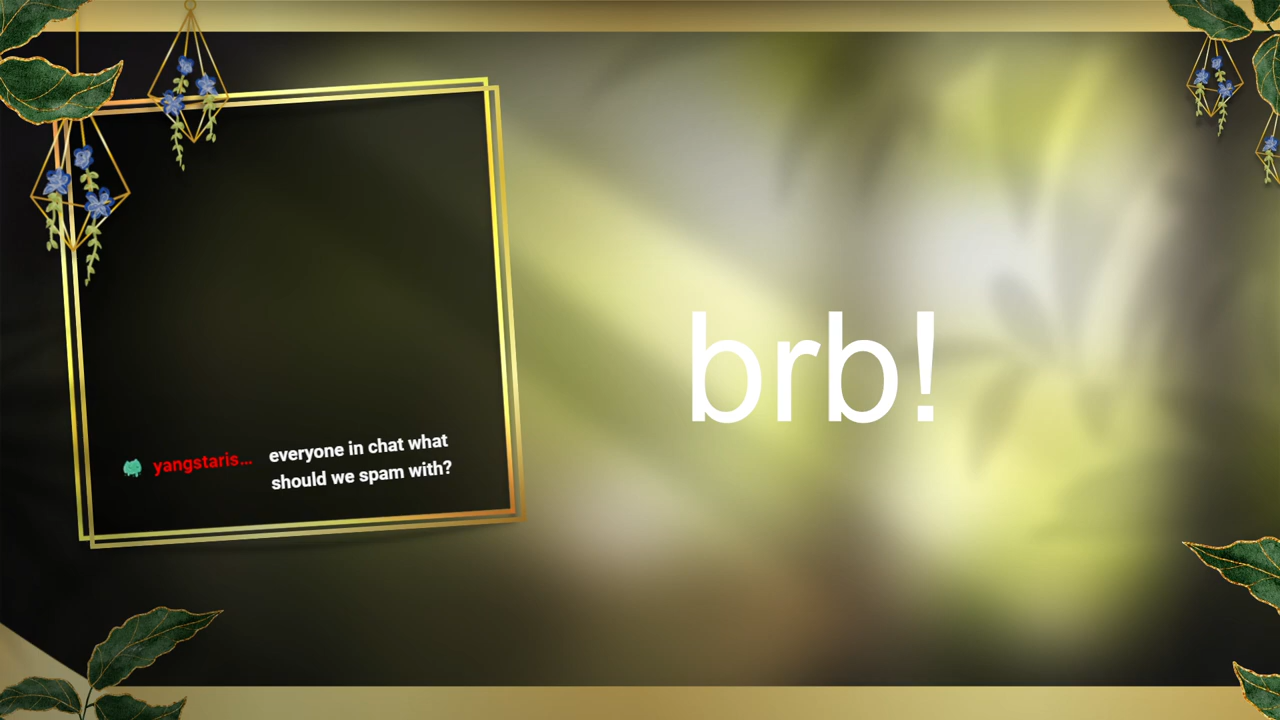 yangstaris... everyone in chat what
should we spam with?
brb!